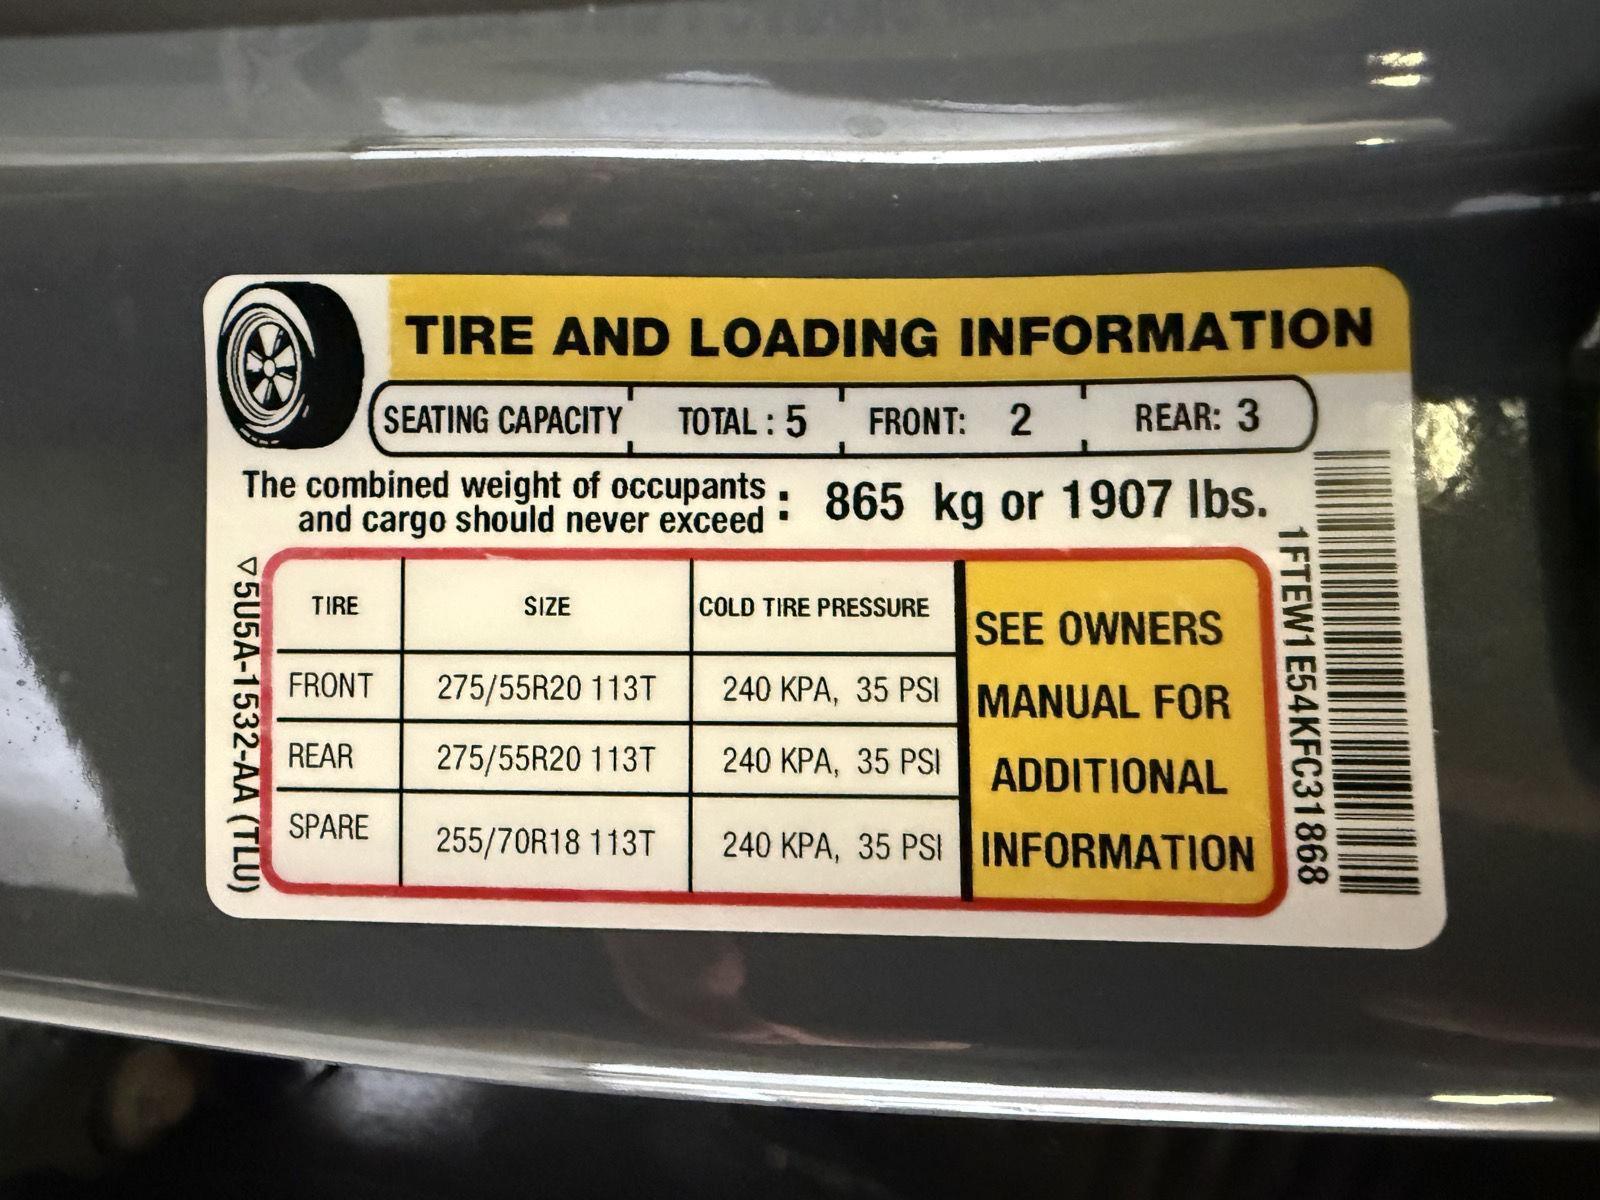 TIRE AND LOADING INFORMATION
SEATING CAPACITY TOTAL : 5 FRONT: 2 REAR: 3
The combined weight of occupants
and cargo should never exceed : 865 kg or 1907 lbs.
TIRE SIZE COLD TIRE PRESSURE
FRONT 275/55R20 113T 240 KPA, 35 PSI
REAR 275/55R20 113T 240 KPA, 35 PSI
SPARE 255/70R18 113T 240 KPA, 35 PSI
SEE OWNERS
MANUAL FOR
ADDITIONAL
INFORMATION
▽5U5A-1532-AA (TLU)
1FTEW1E54KFC31868